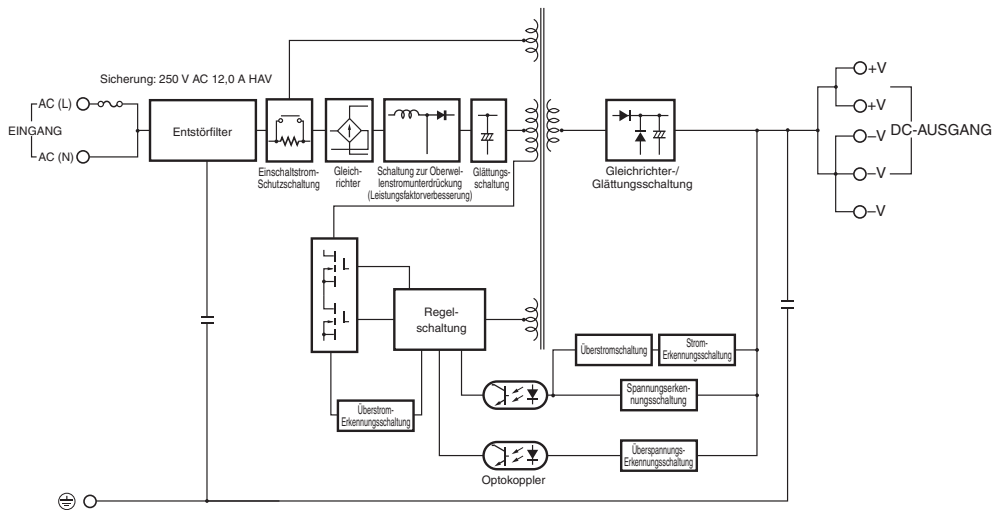 Sicherung: 250 V AC 12,0 A HAV
AC (L)
EINGANG
AC (N)
Entstörfilter
Einschaltstrom-
Schutzschaltung
Gleich-
richter
Schaltung zur Oberwel-
lenstromunterdrückung
(Leistungsfaktorverbesserung)
Glättungs-
schaltung
Gleichrichter-/
Glättungsschaltung
+V
+V
–V
–V
–V
DC-AUSGANG
Regel-
schaltung
Überstrom-
Erkennungsschaltung
Überstromschaltung
Strom-
Erkennungsschaltung
Spannungserken-
nungsschaltung
Überspannungs-
Erkennungsschaltung
Optokoppler